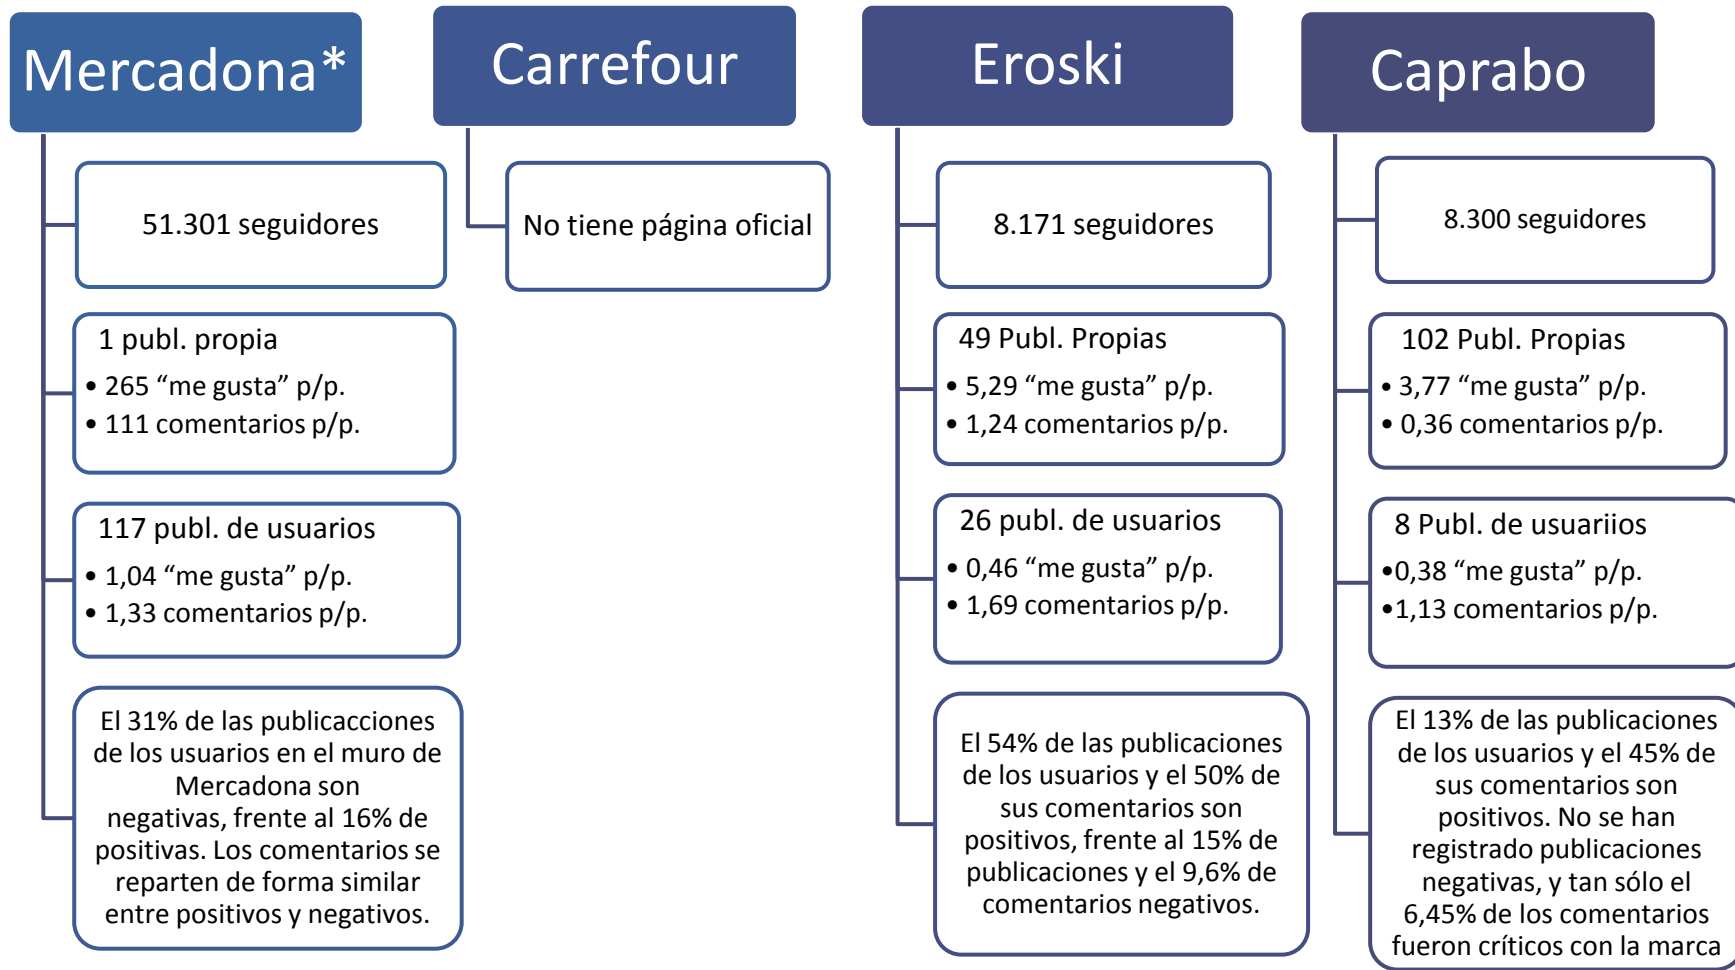 Mercadona*
51.301 seguidores
1 publ. propia
• 265 “me gusta” p/p.
• 111 comentarios p/p.
117 publ. de usuarios
• 1,04 “me gusta” p/p.
• 1,33 comentarios p/p.
El 31% de las publicacciones
de los usuarios en el muro de
Mercadona son
negativas, frente al 16% de
positivas. Los comentarios se
reparten de forma similar
entre positivos y negativos.
Carrefour
No tiene página oficial
Eroski
8.171 seguidores
49 Publ. Propias
• 5,29 “me gusta” p/p.
• 1,24 comentarios p/p.
26 publ. de usuarios
• 0,46 “me gusta” p/p.
• 1,69 comentarios p/p.
El 54% de las publicaciones
de los usuarios y el 50% de
sus comentarios son
positivos, frente al 15% de
publicaciones y el 9,6% de
comentarios negativos.
Caprabo
8.300 seguidores
102 Publ. Propias
• 3,77 “me gusta” p/p.
• 0,36 comentarios p/p.
8 Publ. de usuariios
•0,38 “me gusta” p/p.
•1,13 comentarios p/p.
El 13% de las publicaciones
de los usuarios y el 45% de
sus comentarios son
positivos. No se han
registrado publicaciones
negativas, y tan sólo el
6,45% de los comentarios
fueron críticos con la marca